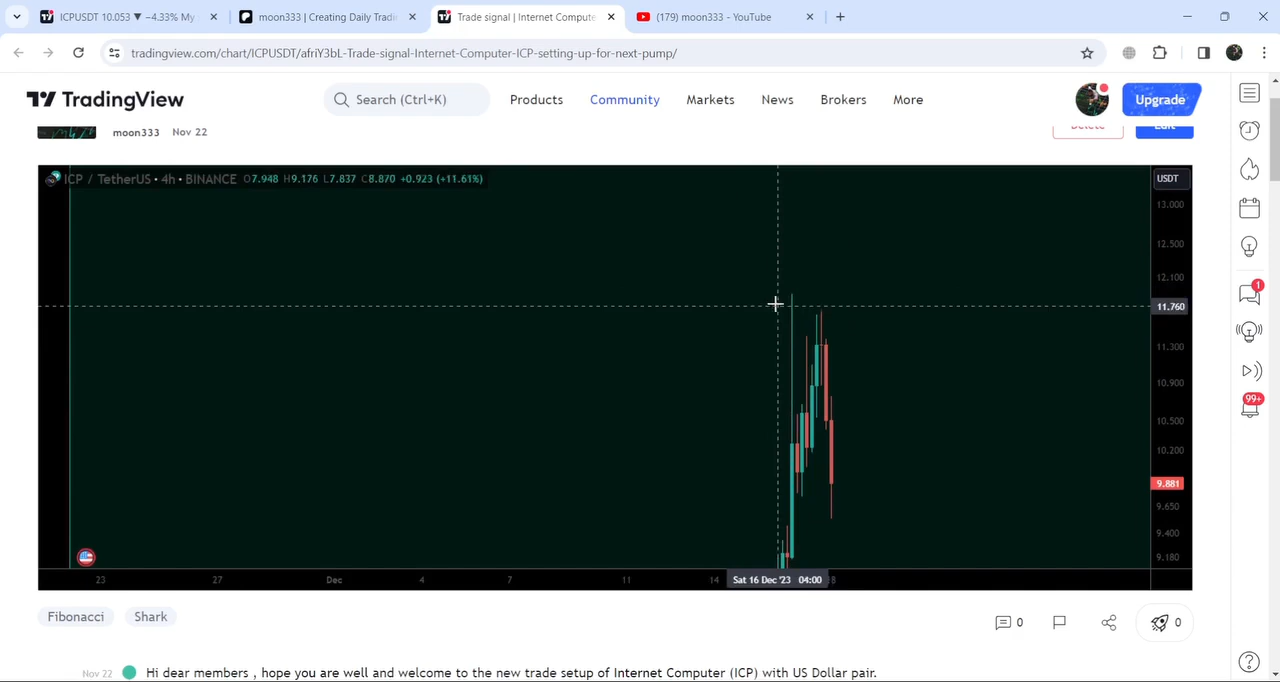 ICPUSDT 10.053 ▼ −4.33% My
moon333 | Creating Daily Tradi
Trade signal | Internet Compute
(179) moon333 - YouTube
tradingview.com/chart/ICPUSDT/afriY3bL-Trade-signal-Internet-Computer-ICP-setting-up-for-next-pump/
TradingView
Search (Ctrl+K)
Products
Community
Markets
News
Brokers
More
Upgrade
moon333 Nov 22
Delete
Edit
ICP / TetherUS • 4h • BINANCE O7.948 H9.176 L7.837 C8.870 +0.923 (+11.61%)
USDT
13.000
12.500
12.100
11.760
11.300
10.900
10.500
10.200
9.881
9.650
9.400
9.180
23 27 Dec 4 7 11 14 Sat 16 Dec '23 04:00 18
Fibonacci
Shark
0
0
1
99+
Nov 22 Hi dear members , hope you are well and welcome to the new trade setup of Internet Computer (ICP) with US Dollar pair.